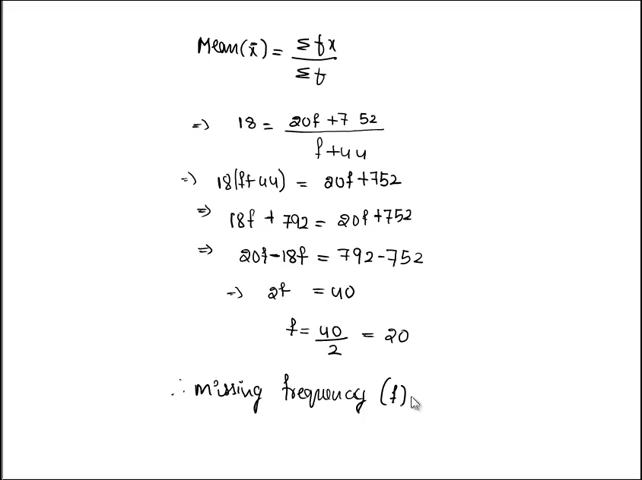 Mean(x̄) = Σfx / Σf
⇒ 18 = 20f + 7 52 / f + 44
⇒ 18(f+44) = 20f+752
⇒ 18f + 792 = 20f + 752
⇒ 20f - 18f = 792 - 752
⇒ 2f = 40
f = 40 / 2 = 20
∴ missing frequency (f)